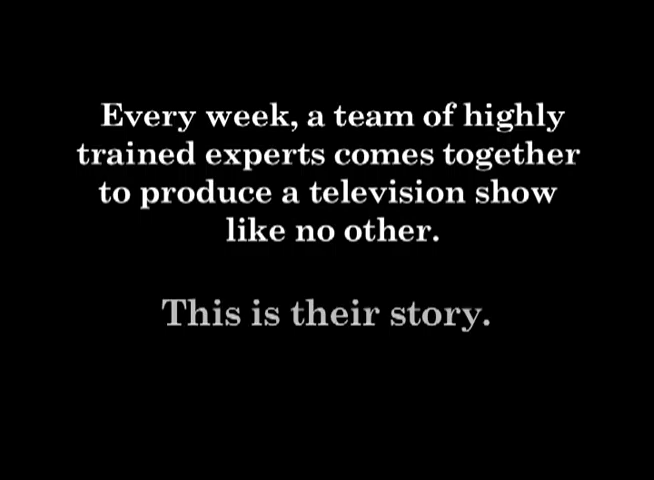 Every week, a team of highly
trained experts comes together
to produce a television show
like no other.
This is their story.